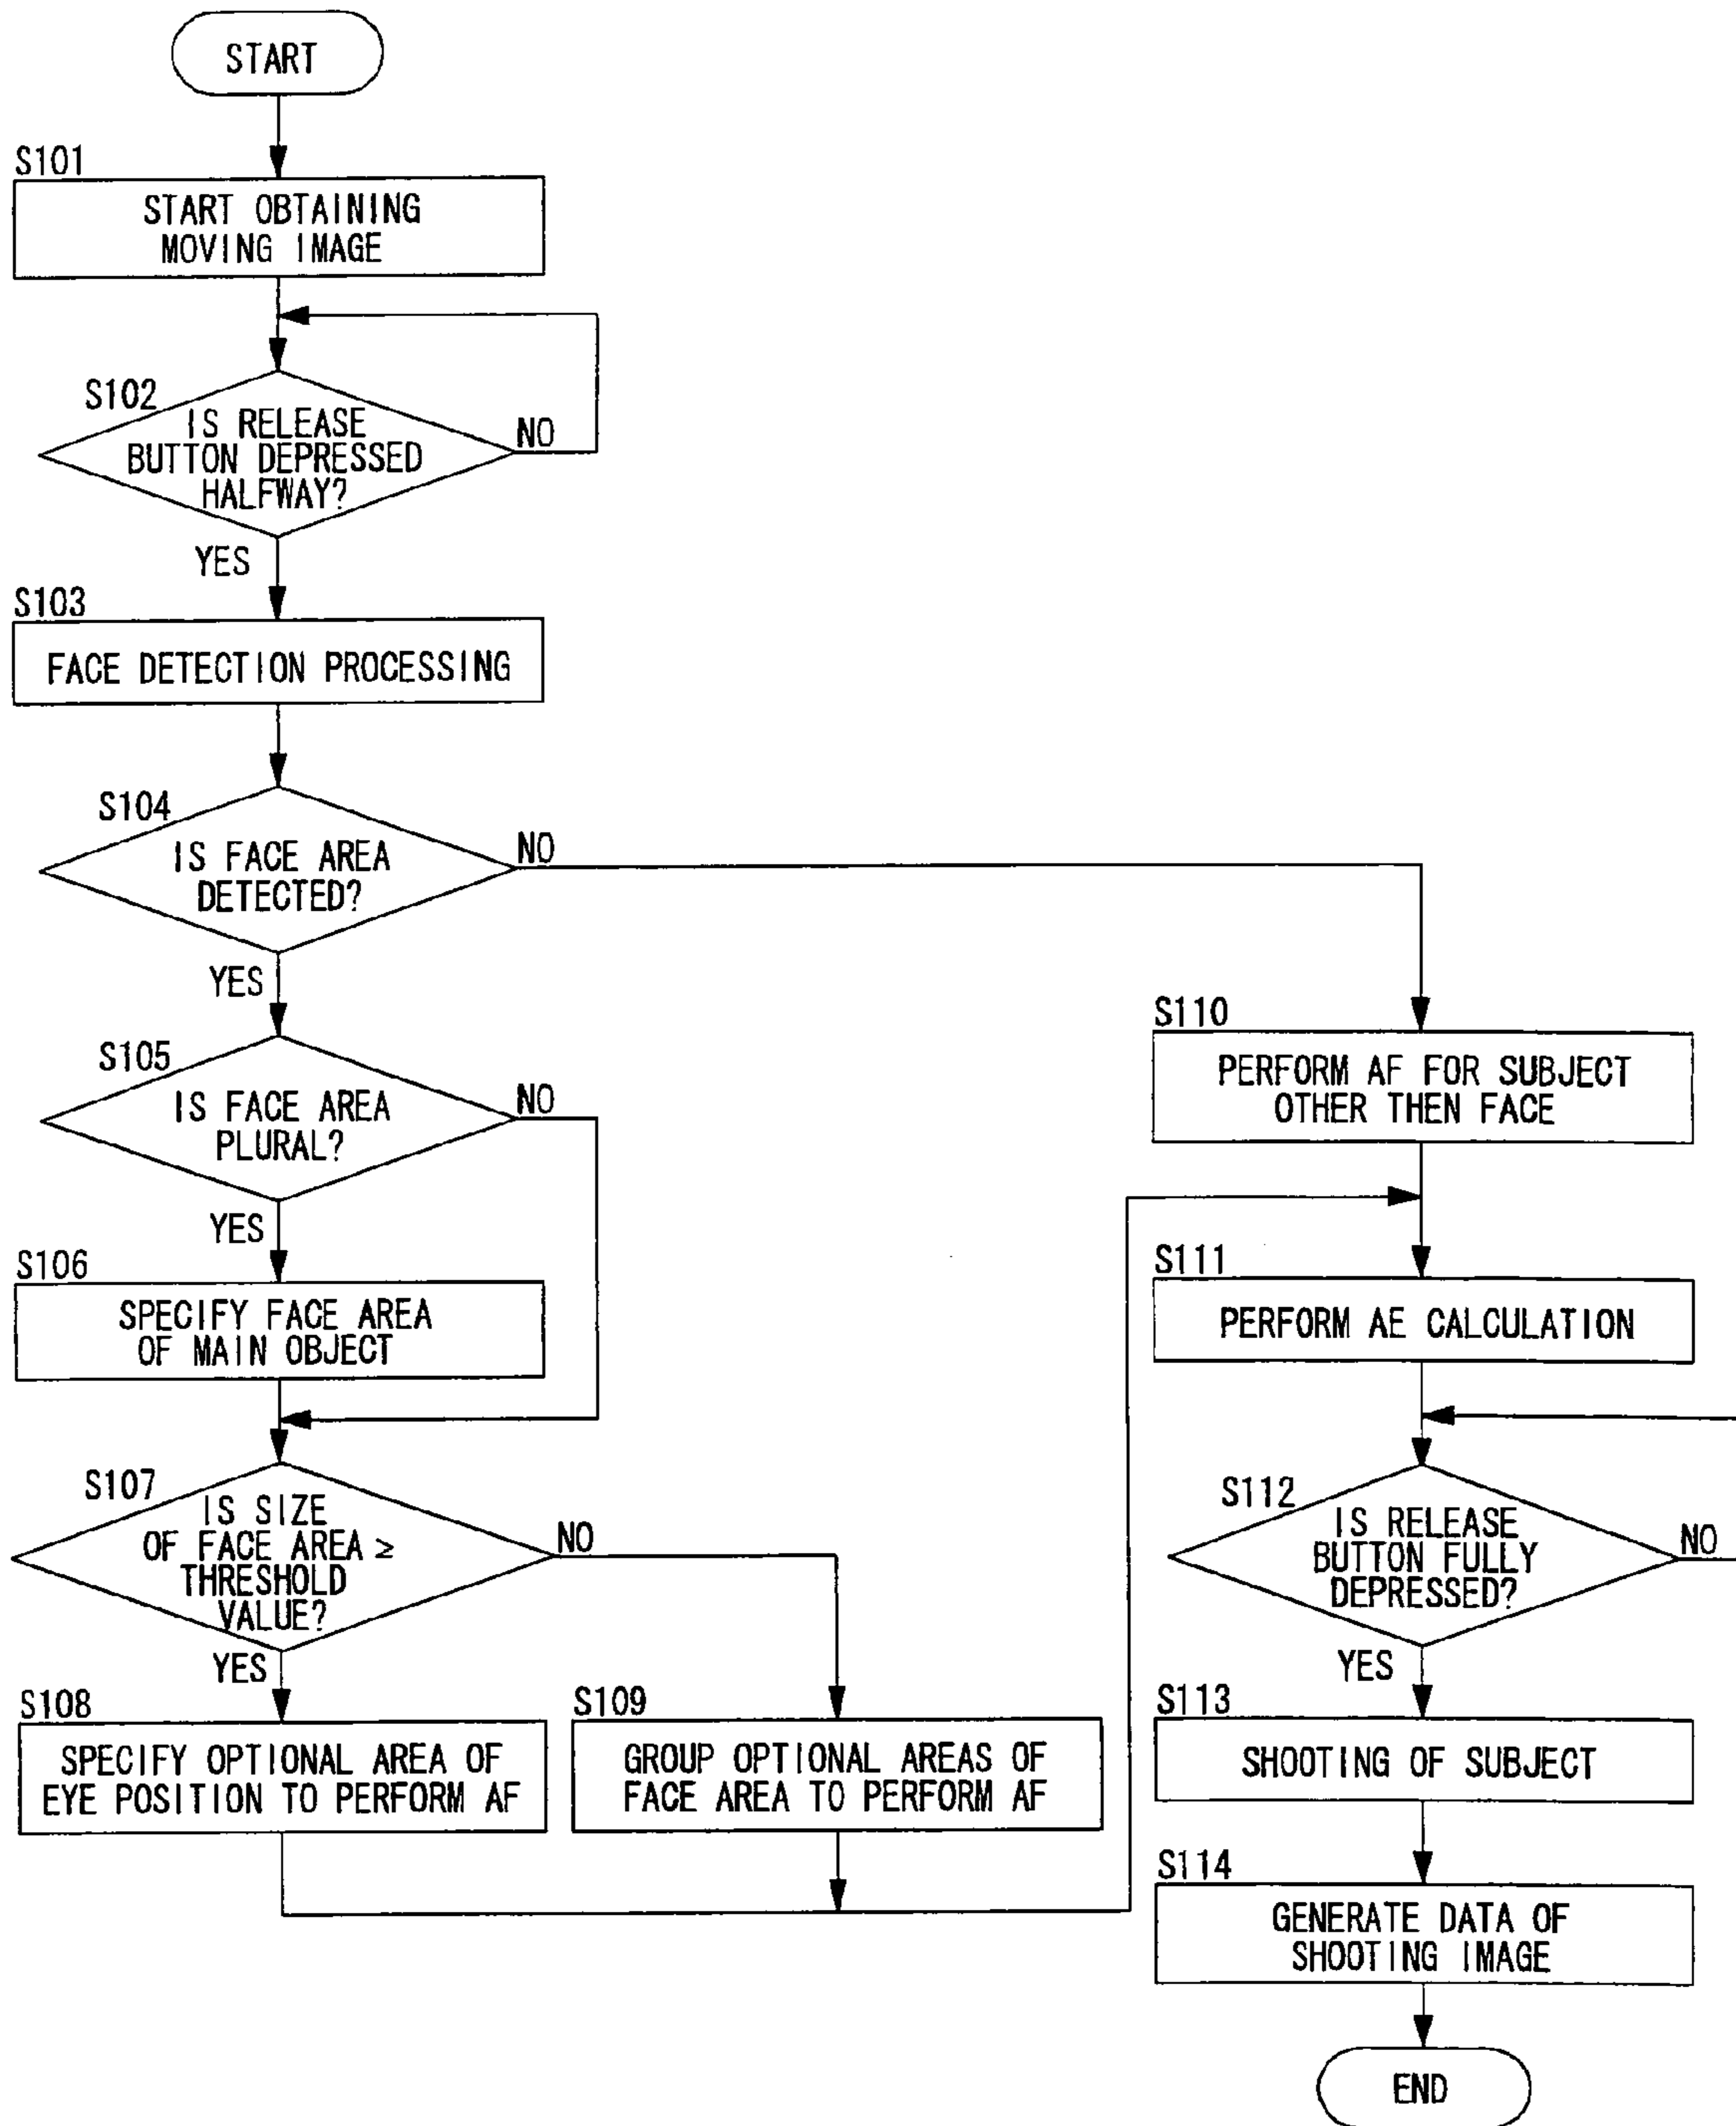 START
S101
START OBTAINING
MOVING IMAGE
S102
IS RELEASE
BUTTON DEPRESSED
HALFWAY?
NO
YES
S103
FACE DETECTION PROCESSING
S104
IS FACE AREA
DETECTED?
NO
YES
S105
IS FACE AREA
PLURAL?
NO
YES
S106
SPECIFY FACE AREA
OF MAIN OBJECT
S107
IS SIZE
OF FACE AREA ≥
THRESHOLD
VALUE?
NO
YES
S108
SPECIFY OPTIONAL AREA OF
EYE POSITION TO PERFORM AF
S109
GROUP OPTIONAL AREAS OF
FACE AREA TO PERFORM AF
S110
PERFORM AF FOR SUBJECT
OTHER THEN FACE
S111
PERFORM AE CALCULATION
S112
IS RELEASE
BUTTON FULLY
DEPRESSED?
NO
YES
S113
SHOOTING OF SUBJECT
S114
GENERATE DATA OF
SHOOTING IMAGE
END